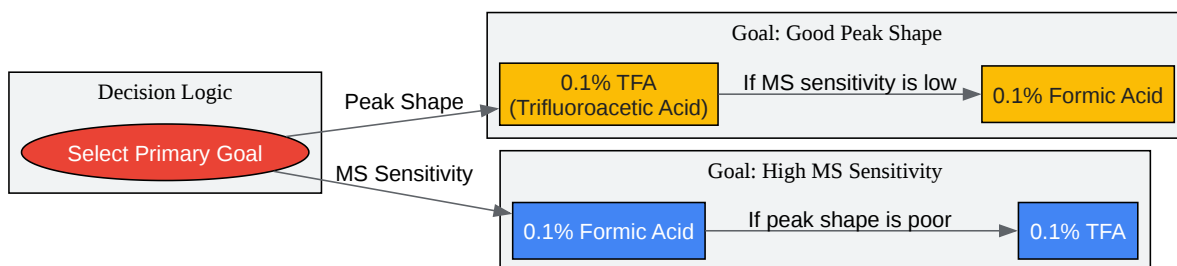 Decision Logic
Select Primary Goal
Peak Shape
MS Sensitivity
Goal: Good Peak Shape
0.1% TFA
(Trifluoroacetic Acid)
If MS sensitivity is low
0.1% Formic Acid
Goal: High MS Sensitivity
0.1% Formic Acid
If peak shape is poor
0.1% TFA